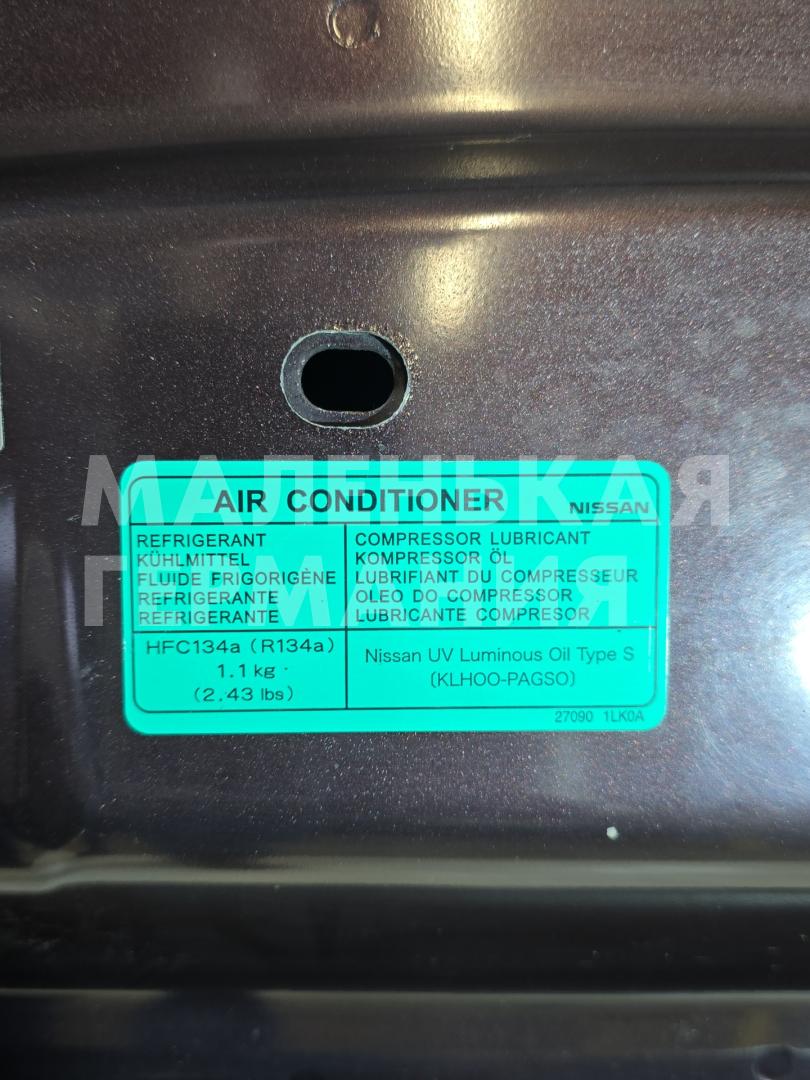 AIR CONDITIONER NISSAN
REFRIGERANT
KÜHLMITTEL
FLUIDE FRIGORIGÈNE
REFRIGERANTE
REFRIGERANTE
COMPRESSOR LUBRICANT
KOMPRESSOR ÖL
LUBRIFIANT DU COMPRESSEUR
OLEO DO COMPRESSOR
LUBRICANTE COMPRESOR
HFC134a (R134a)
1.1 kg
(2.43 lbs)
Nissan UV Luminous Oil Type S
(KLHOO-PAGSO)
27090 1LK0A
МАЛЕНЬКАЯ
ГЕРМАНИЯ